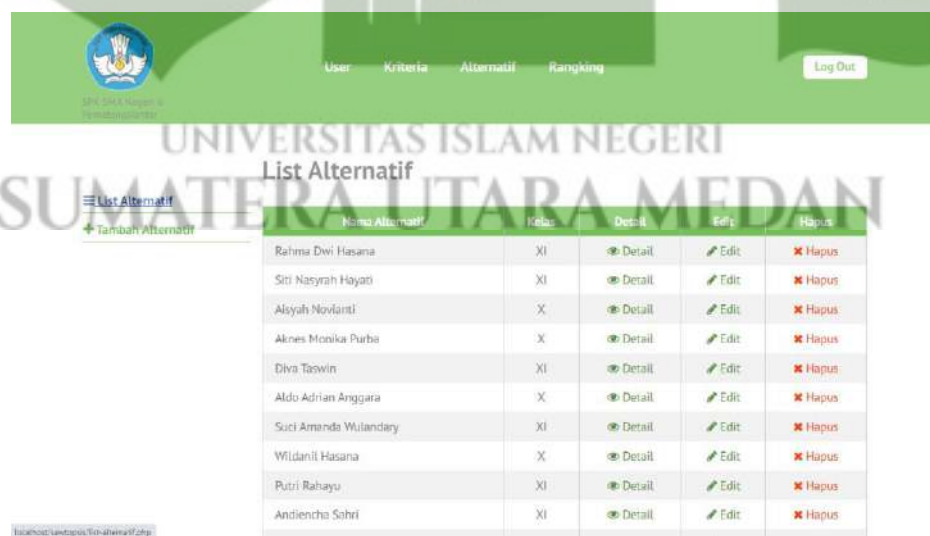 User Kriteria Alternatif Rangking Log Out
SPK SMA Negeri
UNIVERSITAS ISLAM NEGERI
SUMATERA UTARA MEDAN
List Alternatif
List Alternatif
Tambah Alternatif
Nama Alternatif Kelas Detail Edit Hapus
Rahma Dwi Hasana XI Detail Edit Hapus
Siti Nasyrah Hayati XI Detail Edit Hapus
Aisyah Novianti X Detail Edit Hapus
Aknes Monika Purba X Detail Edit Hapus
Diva Taswin XI Detail Edit Hapus
Aldo Adrian Anggara X Detail Edit Hapus
Suci Amanda Wulandary XI Detail Edit Hapus
Wildanil Hasana X Detail Edit Hapus
Putri Rahayu XI Detail Edit Hapus
Andiencha Sahri XI Detail Edit Hapus